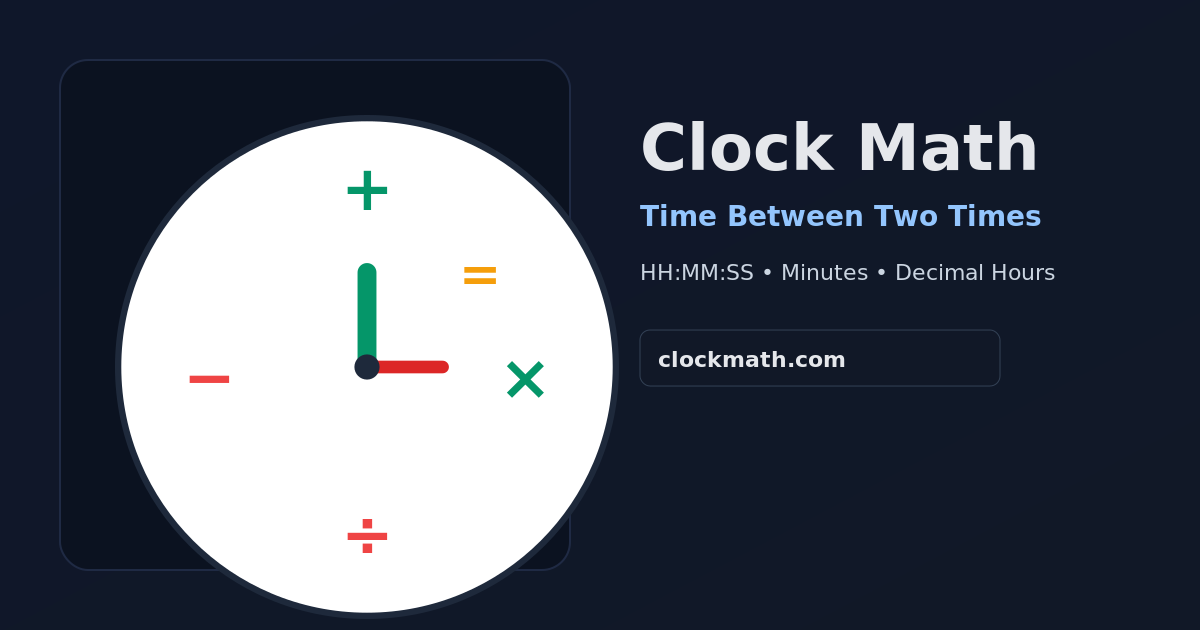 +
=
−
×
÷
Clock Math
Time Between Two Times
HH:MM:SS • Minutes • Decimal Hours
clockmath.com